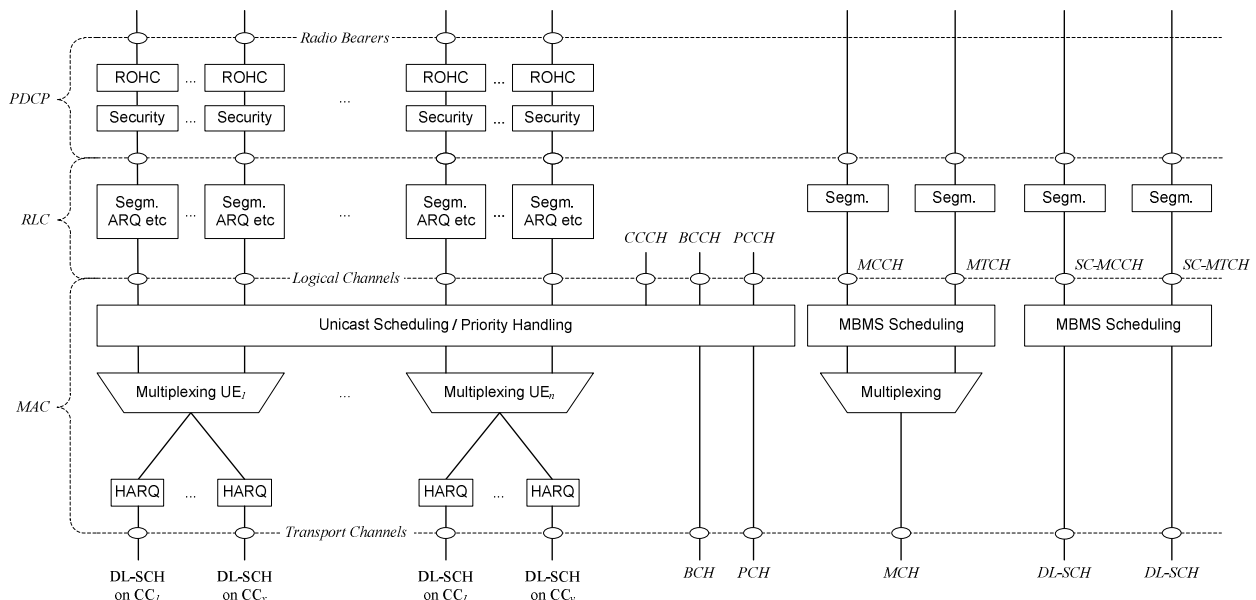 Radio Bearers
ROHC ... ROHC ROHC ... ROHC
PDCP ...
Security ... Security Security ... Security
Segm. ARQ etc ... Segm. ARQ etc ... Segm. ARQ etc ... Segm. ARQ etc Segm. Segm. Segm. Segm.
RLC
CCCH BCCH PCCH
MCCH MTCH SC-MCCH SC-MTCH
Logical Channels
Unicast Scheduling / Priority Handling MBMS Scheduling MBMS Scheduling
Multiplexing UE1 ... Multiplexing UEn Multiplexing
MAC
HARQ ... HARQ HARQ ... HARQ
Transport Channels
DL-SCH DL-SCH DL-SCH DL-SCH BCH PCH MCH DL-SCH DL-SCH
on CC1 on CCx on CC1 on CCy